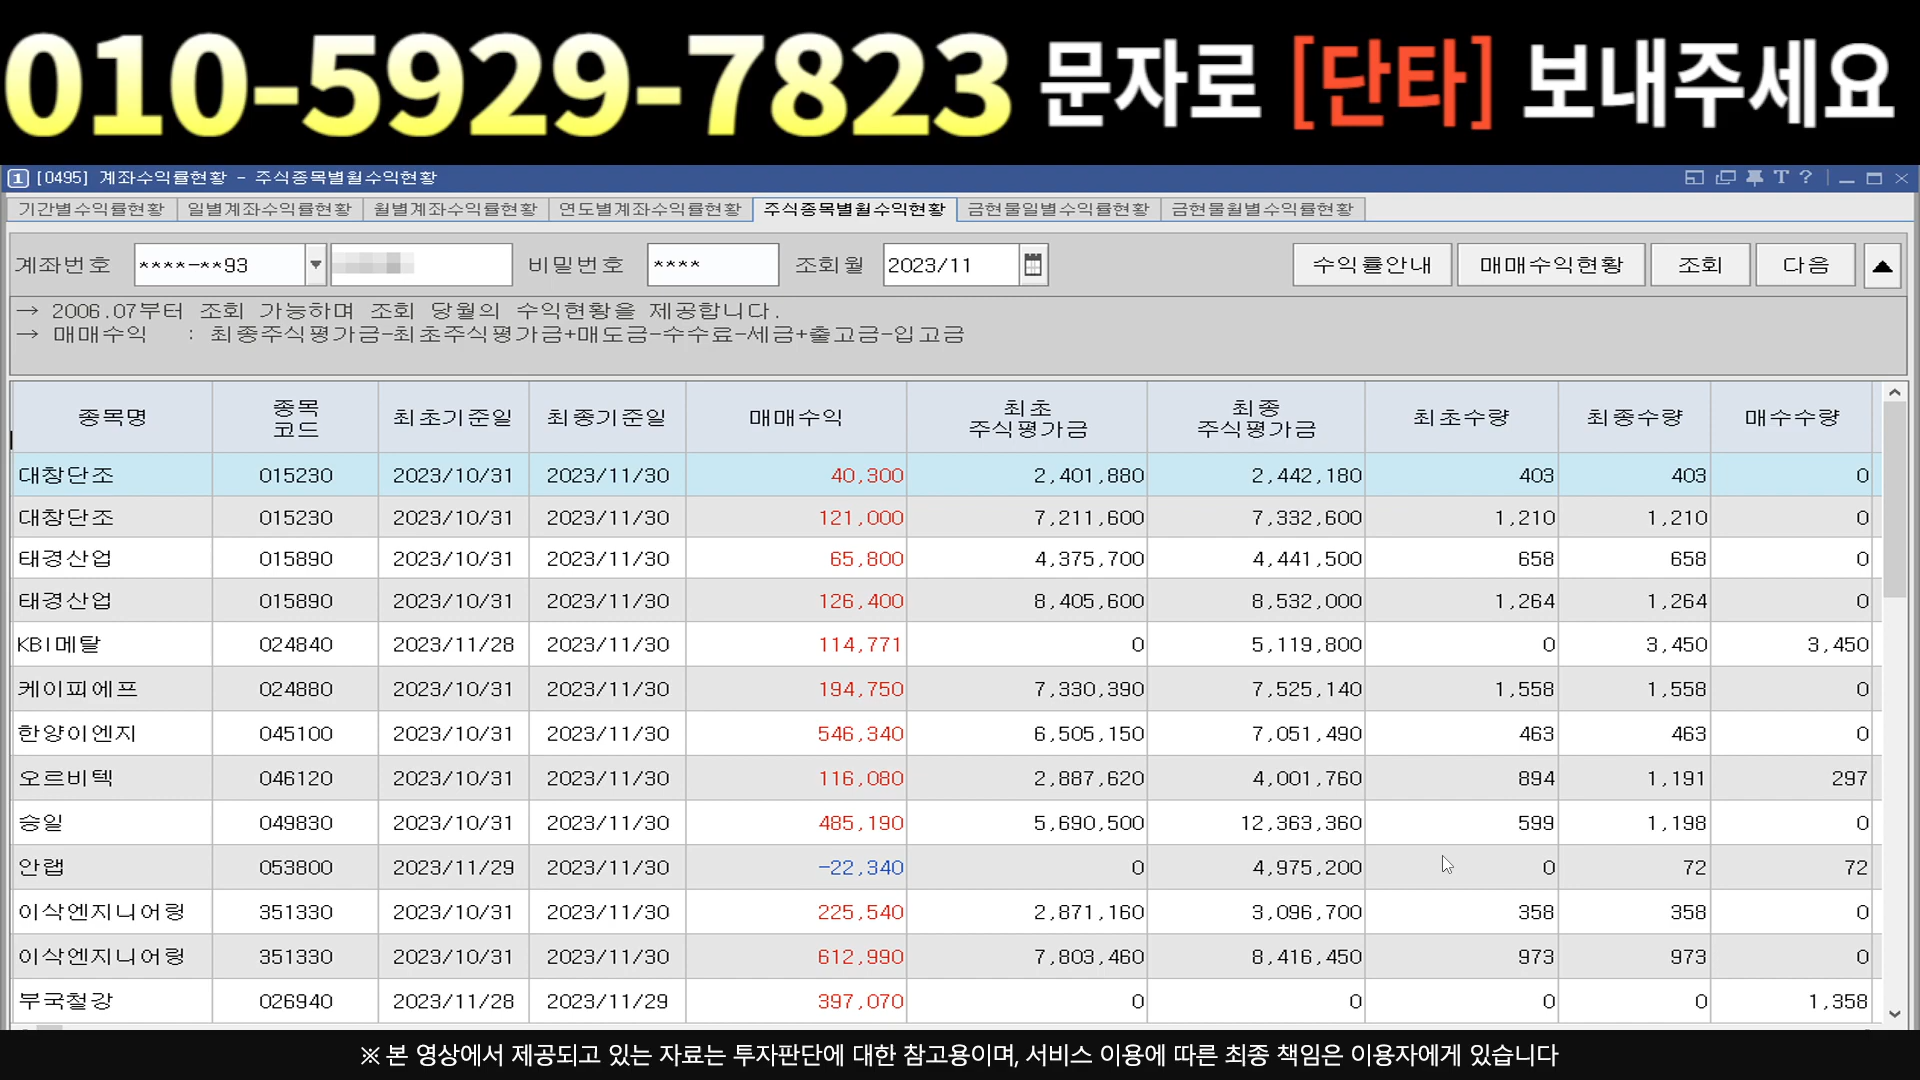 010-5929-7823 문자로 [단타] 보내주세요
1 [0495] 계좌수익률현황 - 주식종목별월수익현황
기간별수익률현황 일별계좌수익률현황 월별계좌수익률현황 연도별계좌수익률현황 주식종목별월수익현황 금현물일별수익률현황 금현물월별수익률현황
계좌번호 ****-**93 비밀번호 **** 조회월 2023/11 수익률안내 매매수익현황 조회 다음 ▲
→ 2006.07부터 조회 가능하며 조회 당월의 수익현황을 제공합니다.
→ 매매수익 : 최종주식평가금-최초주식평가금+매도금-수수료-세금+출고금-입고금
종목명 종목코드 최초기준일 최종기준일 매매수익 최초주식평가금 최종주식평가금 최초수량 최종수량 매수수량
대창단조 015230 2023/10/31 2023/11/30 40,300 2,401,880 2,442,180 403 403 0
대창단조 015230 2023/10/31 2023/11/30 121,000 7,211,600 7,332,600 1,210 1,210 0
태경산업 015890 2023/10/31 2023/11/30 65,800 4,375,700 4,441,500 658 658 0
태경산업 015890 2023/10/31 2023/11/30 126,400 8,405,600 8,532,000 1,264 1,264 0
KBI메탈 024840 2023/11/28 2023/11/30 114,771 0 5,119,800 0 3,450 3,450
케이피에프 024880 2023/10/31 2023/11/30 194,750 7,330,390 7,525,140 1,558 1,558 0
한양이엔지 045100 2023/10/31 2023/11/30 546,340 6,505,150 7,051,490 463 463 0
오르비텍 046120 2023/10/31 2023/11/30 116,080 2,887,620 4,001,760 894 1,191 297
승일 049830 2023/10/31 2023/11/30 485,190 5,690,500 12,363,360 599 1,198 0
안랩 053800 2023/11/29 2023/11/30 -22,340 0 4,975,200 0 72 72
이삭엔지니어링 351330 2023/10/31 2023/11/30 225,540 2,871,160 3,096,700 358 358 0
이삭엔지니어링 351330 2023/10/31 2023/11/30 612,990 7,803,460 8,416,450 973 973 0
부국철강 026940 2023/11/28 2023/11/29 397,070 0 0 0 0 1,358
※ 본 영상에서 제공되고 있는 자료는 투자판단에 대한 참고용이며, 서비스 이용에 따른 최종 책임은 이용자에게 있습니다